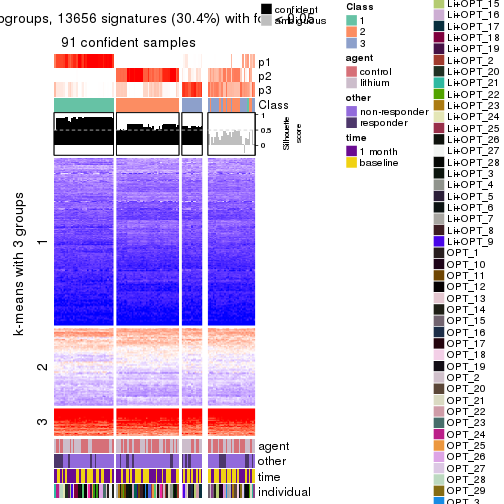 ogroups, 13656 signatures (30.4%) with fdr < 0.05
91 confident samples
confident
ambiguous
p1
p2
p3
Class
1
0.5
0
Silhouette
score
k-means with 3 groups
1
2
3
agent
other
time
individual
Class
1
2
3
agent
control
lithium
other
non-responder
responder
time
1 month
baseline
Li+OPT_15
Li+OPT_16
Li+OPT_17
Li+OPT_18
Li+OPT_19
Li+OPT_2
Li+OPT_20
Li+OPT_21
Li+OPT_22
Li+OPT_23
Li+OPT_24
Li+OPT_25
Li+OPT_26
Li+OPT_27
Li+OPT_28
Li+OPT_3
Li+OPT_4
Li+OPT_5
Li+OPT_6
Li+OPT_7
Li+OPT_8
Li+OPT_9
OPT_1
OPT_10
OPT_11
OPT_12
OPT_13
OPT_14
OPT_15
OPT_16
OPT_17
OPT_18
OPT_19
OPT_2
OPT_20
OPT_21
OPT_22
OPT_23
OPT_24
OPT_25
OPT_26
OPT_27
OPT_28
OPT_29